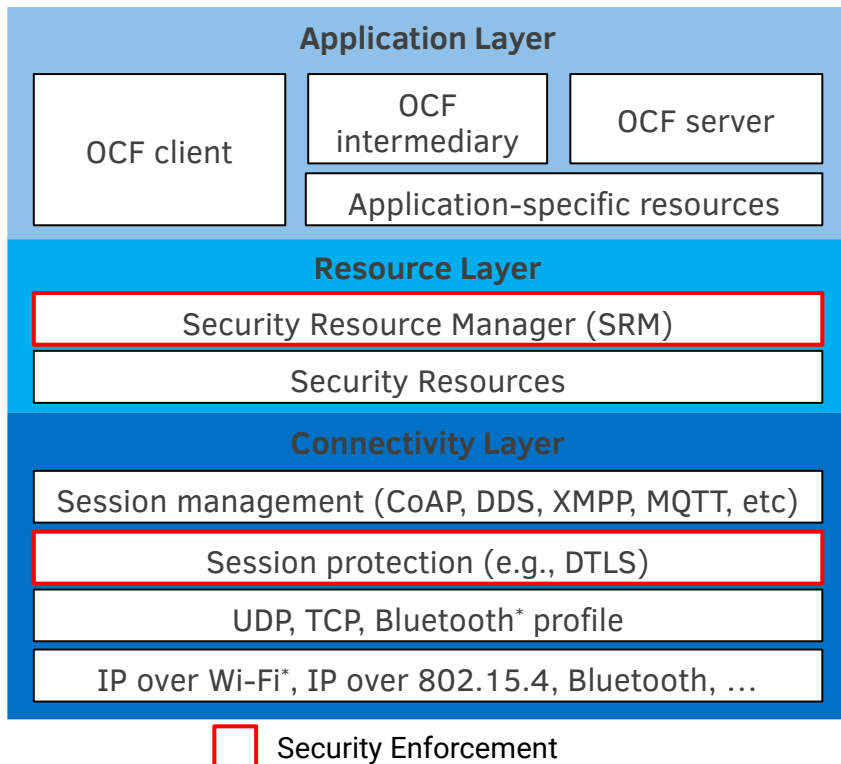 Application Layer
OCF client
OCF
intermediary
OCF server
Application-specific resources
Resource Layer
Security Resource Manager (SRM)
Security Resources
Connectivity Layer
Session management (CoAP, DDS, XMPP, MQTT, etc)
Session protection (e.g., DTLS)
UDP, TCP, Bluetooth* profile
IP over Wi-Fi*, IP over 802.15.4, Bluetooth, …
Security Enforcement